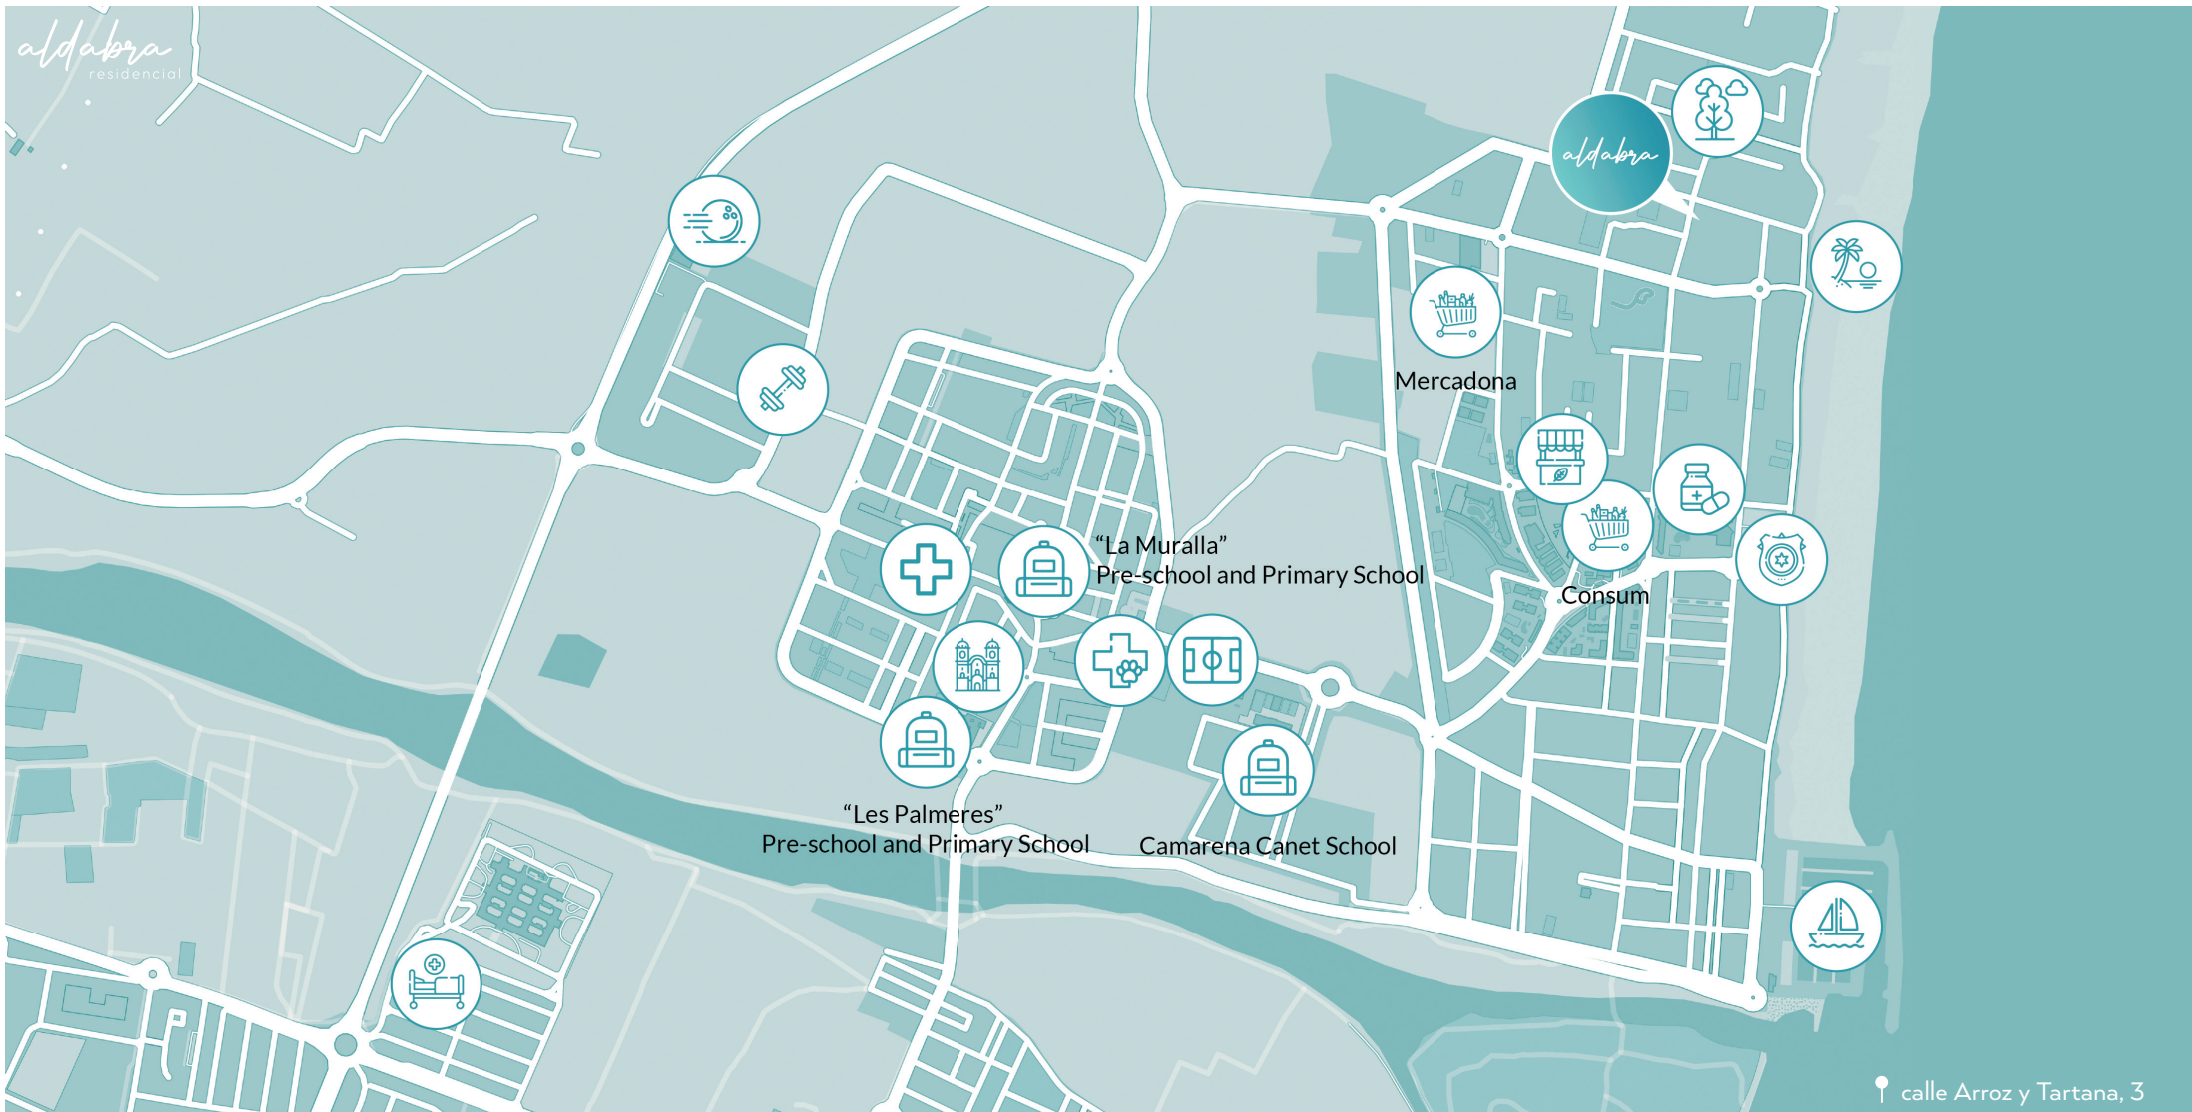 aldabra
residencial
aldabra
Mercadona
“La Muralla”
Pre-school and Primary School
Consum
“Les Palmeres”
Pre-school and Primary School
Camarena Canet School
calle Arroz y Tartana, 3